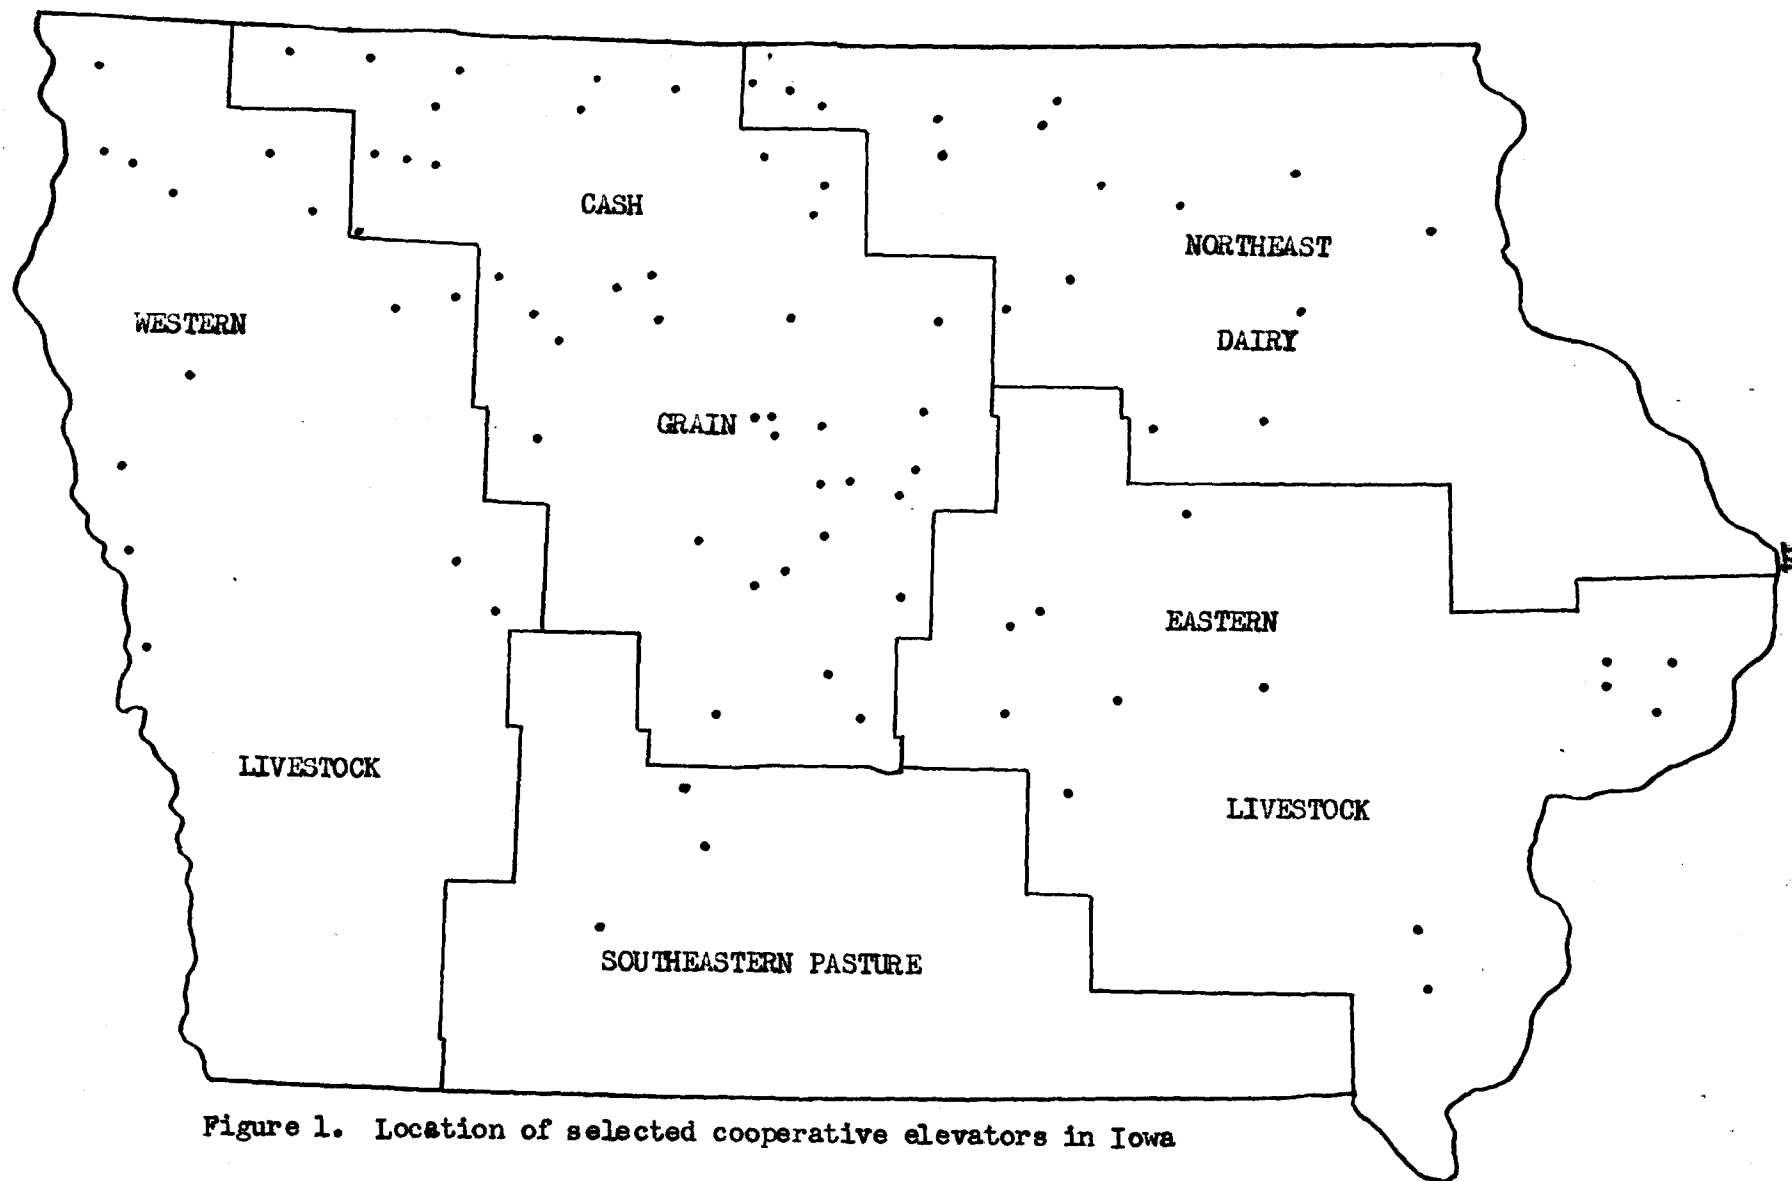 CASH
NORTHEAST
WESTERN
DAIRY
GRAIN
EASTERN
LIVESTOCK
LIVESTOCK
SOUTHEASTERN PASTURE
Figure 1. Location of selected cooperative elevators in Iowa